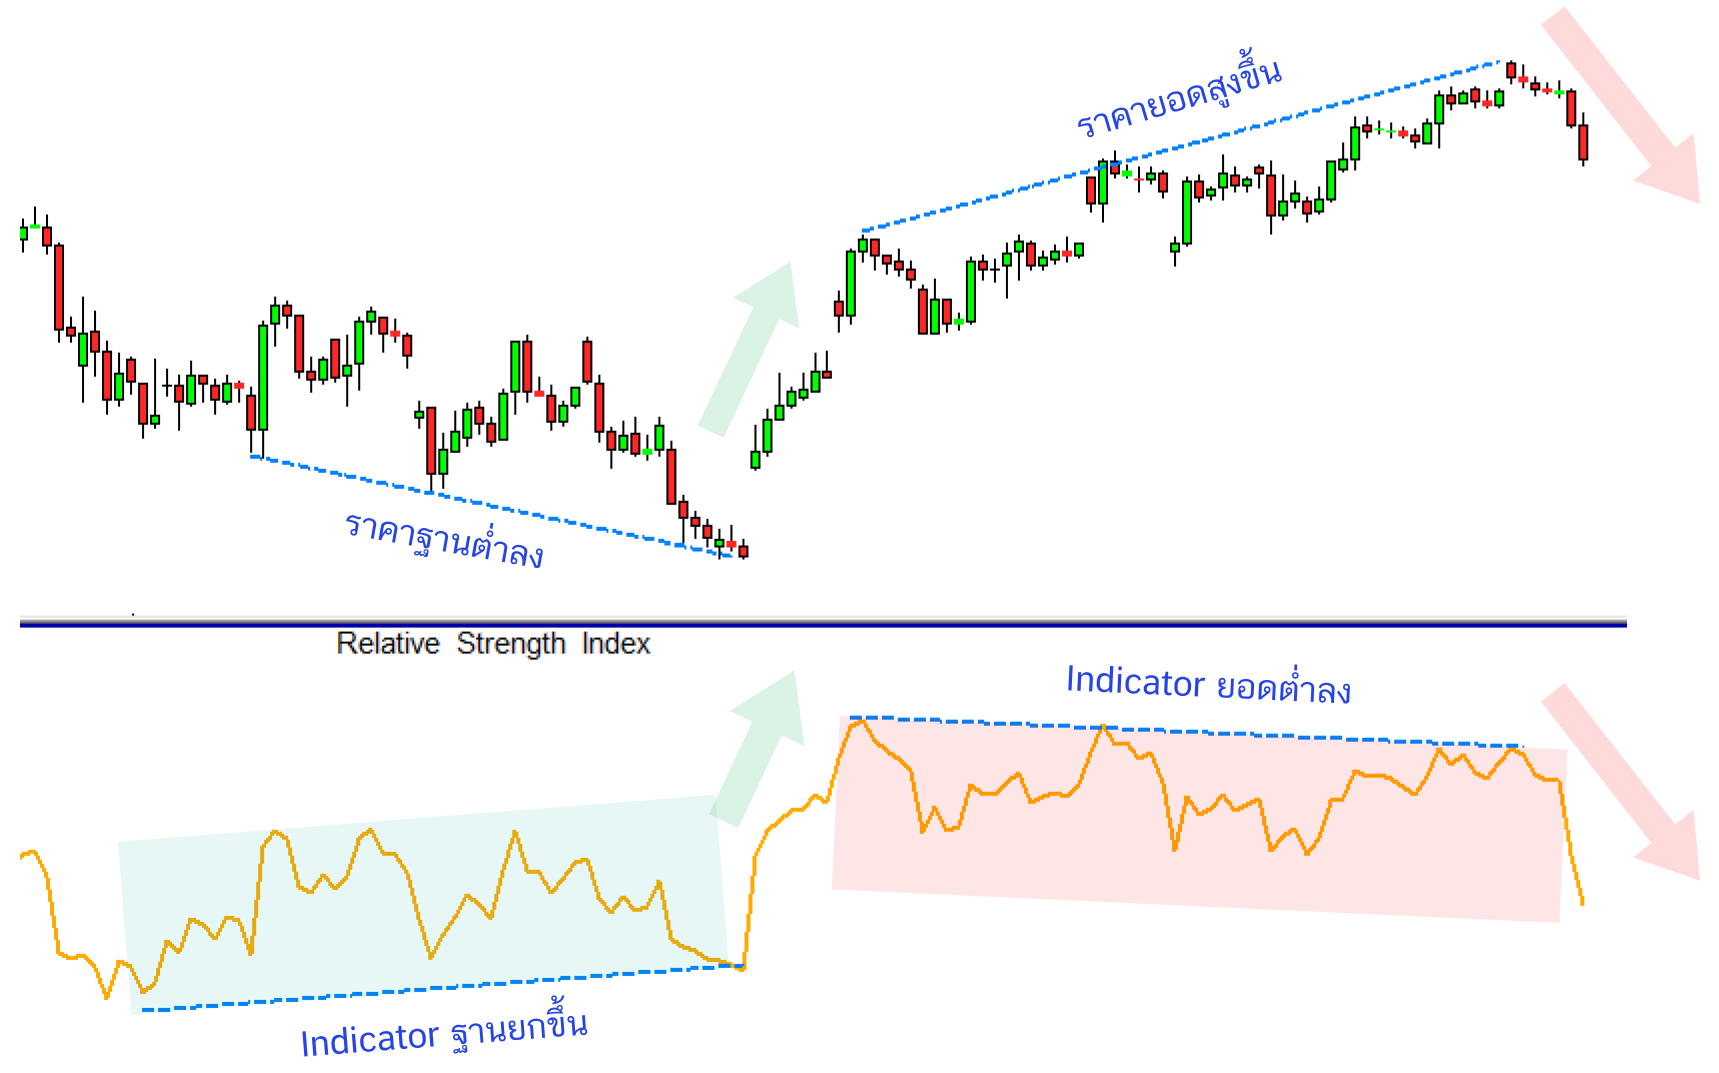 ราคายอดสูงขึ้น
ราคาฐานต่ำลง
Relative Strength Index
Indicator ยอดต่ำลง
Indicator ฐานยกขึ้น